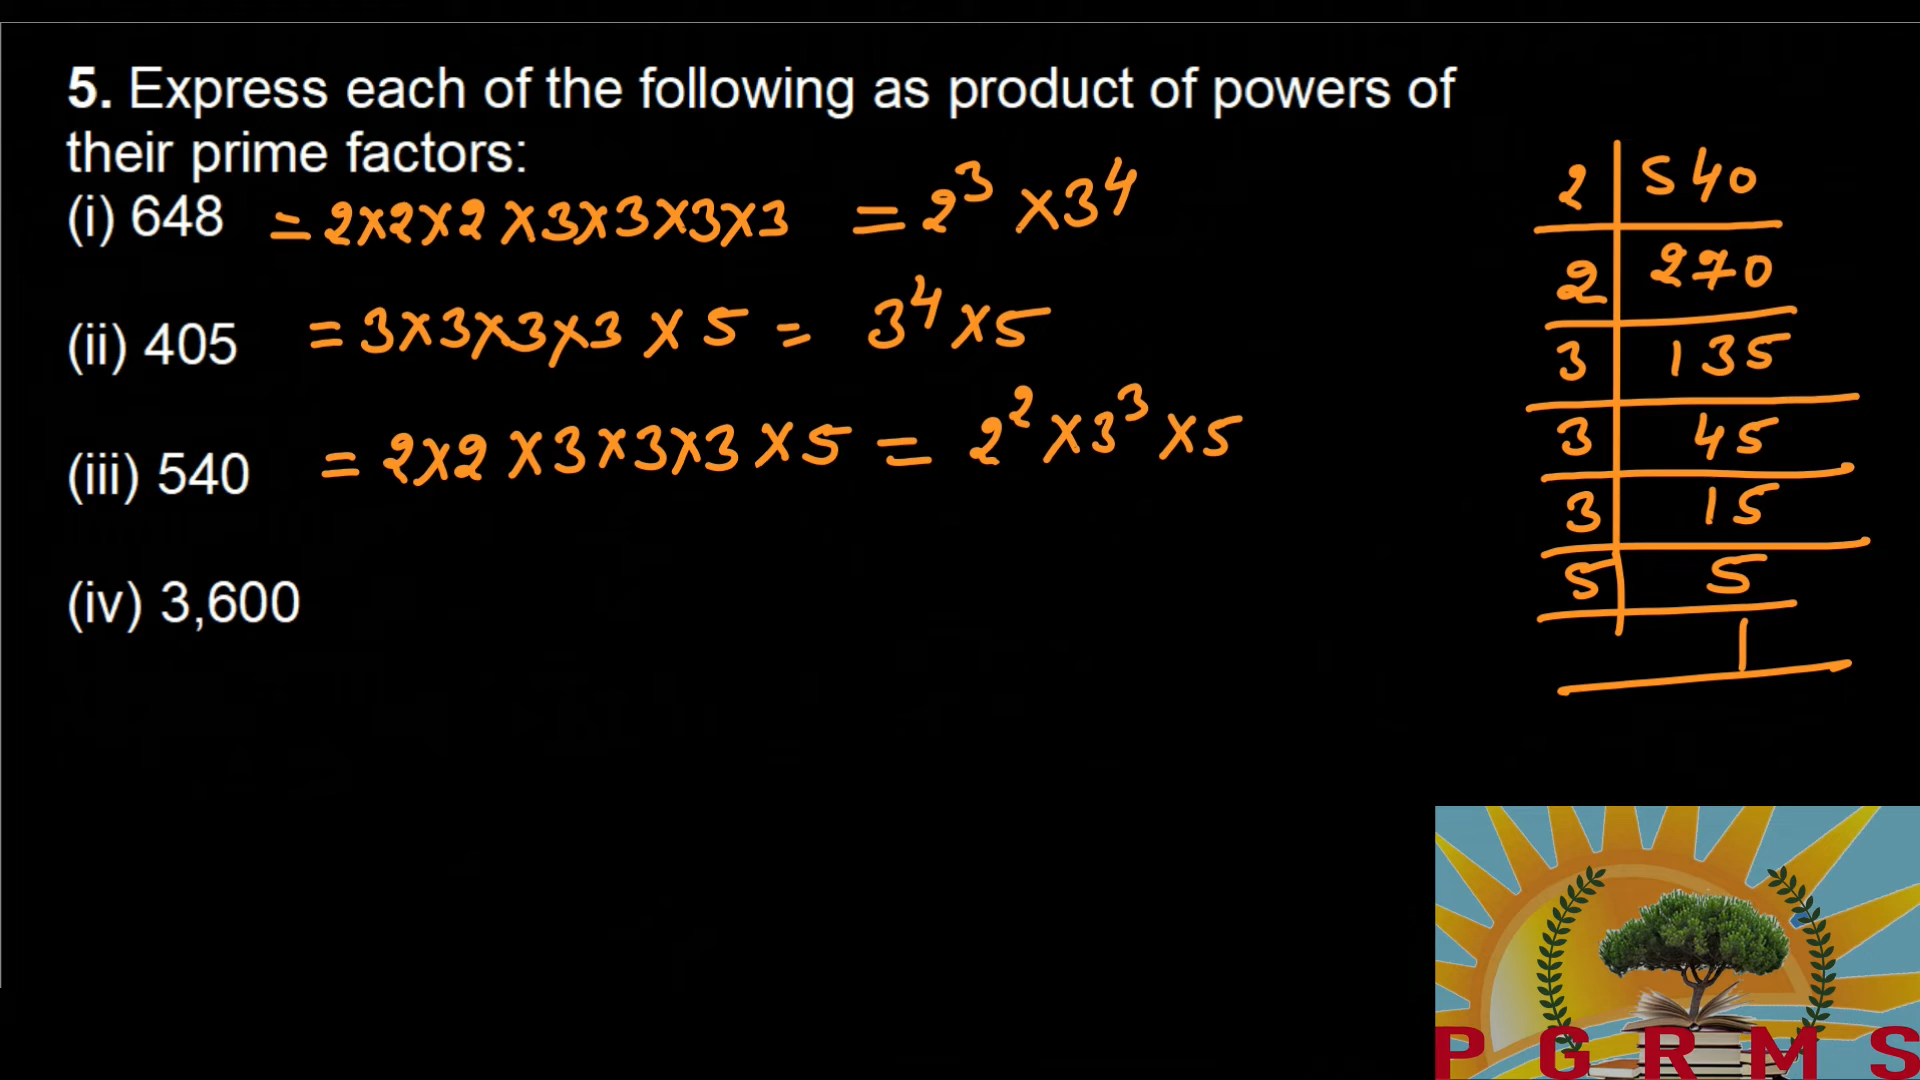 5. Express each of the following as product of powers of
their prime factors:
(i) 648 = 2×2×2×3×3×3×3 = 2³×3⁴
(ii) 405 = 3×3×3×3×5 = 3⁴×5
(iii) 540 = 2×2×3×3×3×5 = 2²×3³×5
(iv) 3,600
2 | 540
2 | 270
3 | 135
3 | 45
3 | 15
5 | 5
1
PGRMS